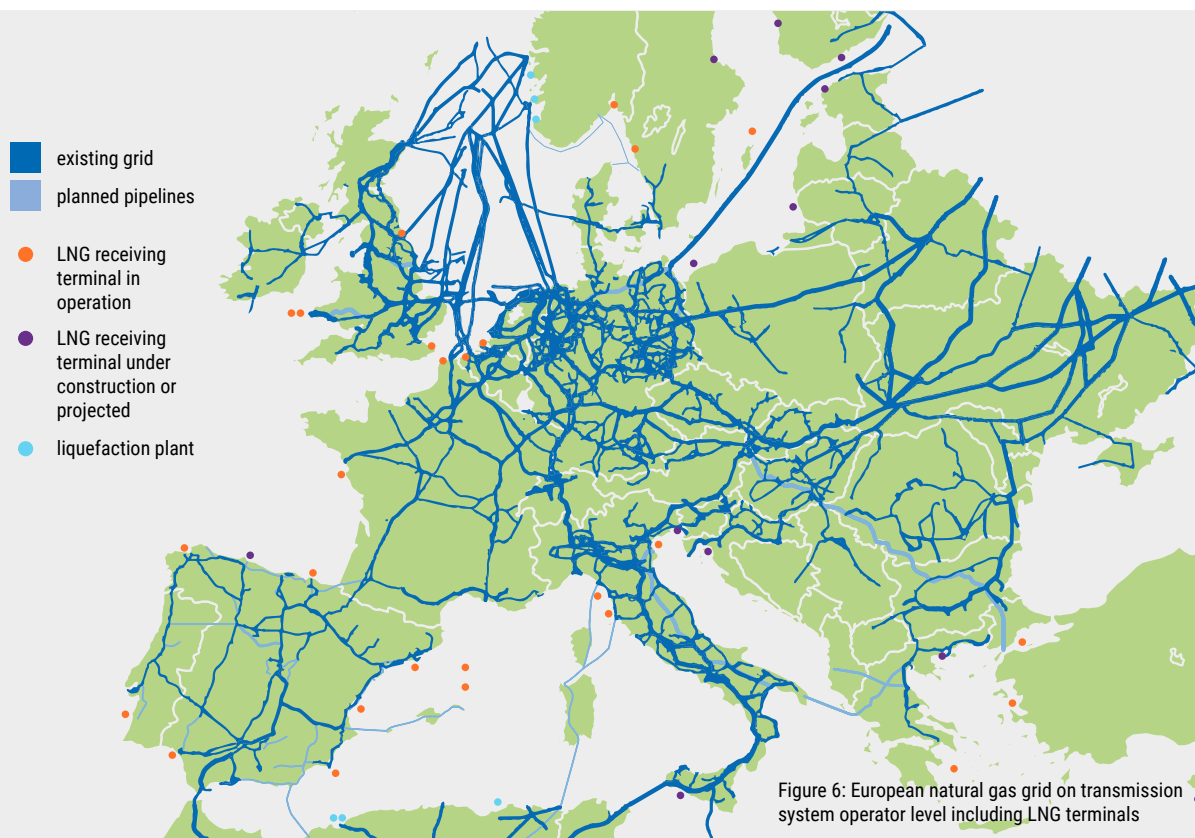 existing grid
planned pipelines
LNG receiving
terminal in
operation
LNG receiving
terminal under
construction or
projected
liquefaction plant
Figure 6: European natural gas grid on transmission
system operator level including LNG terminals